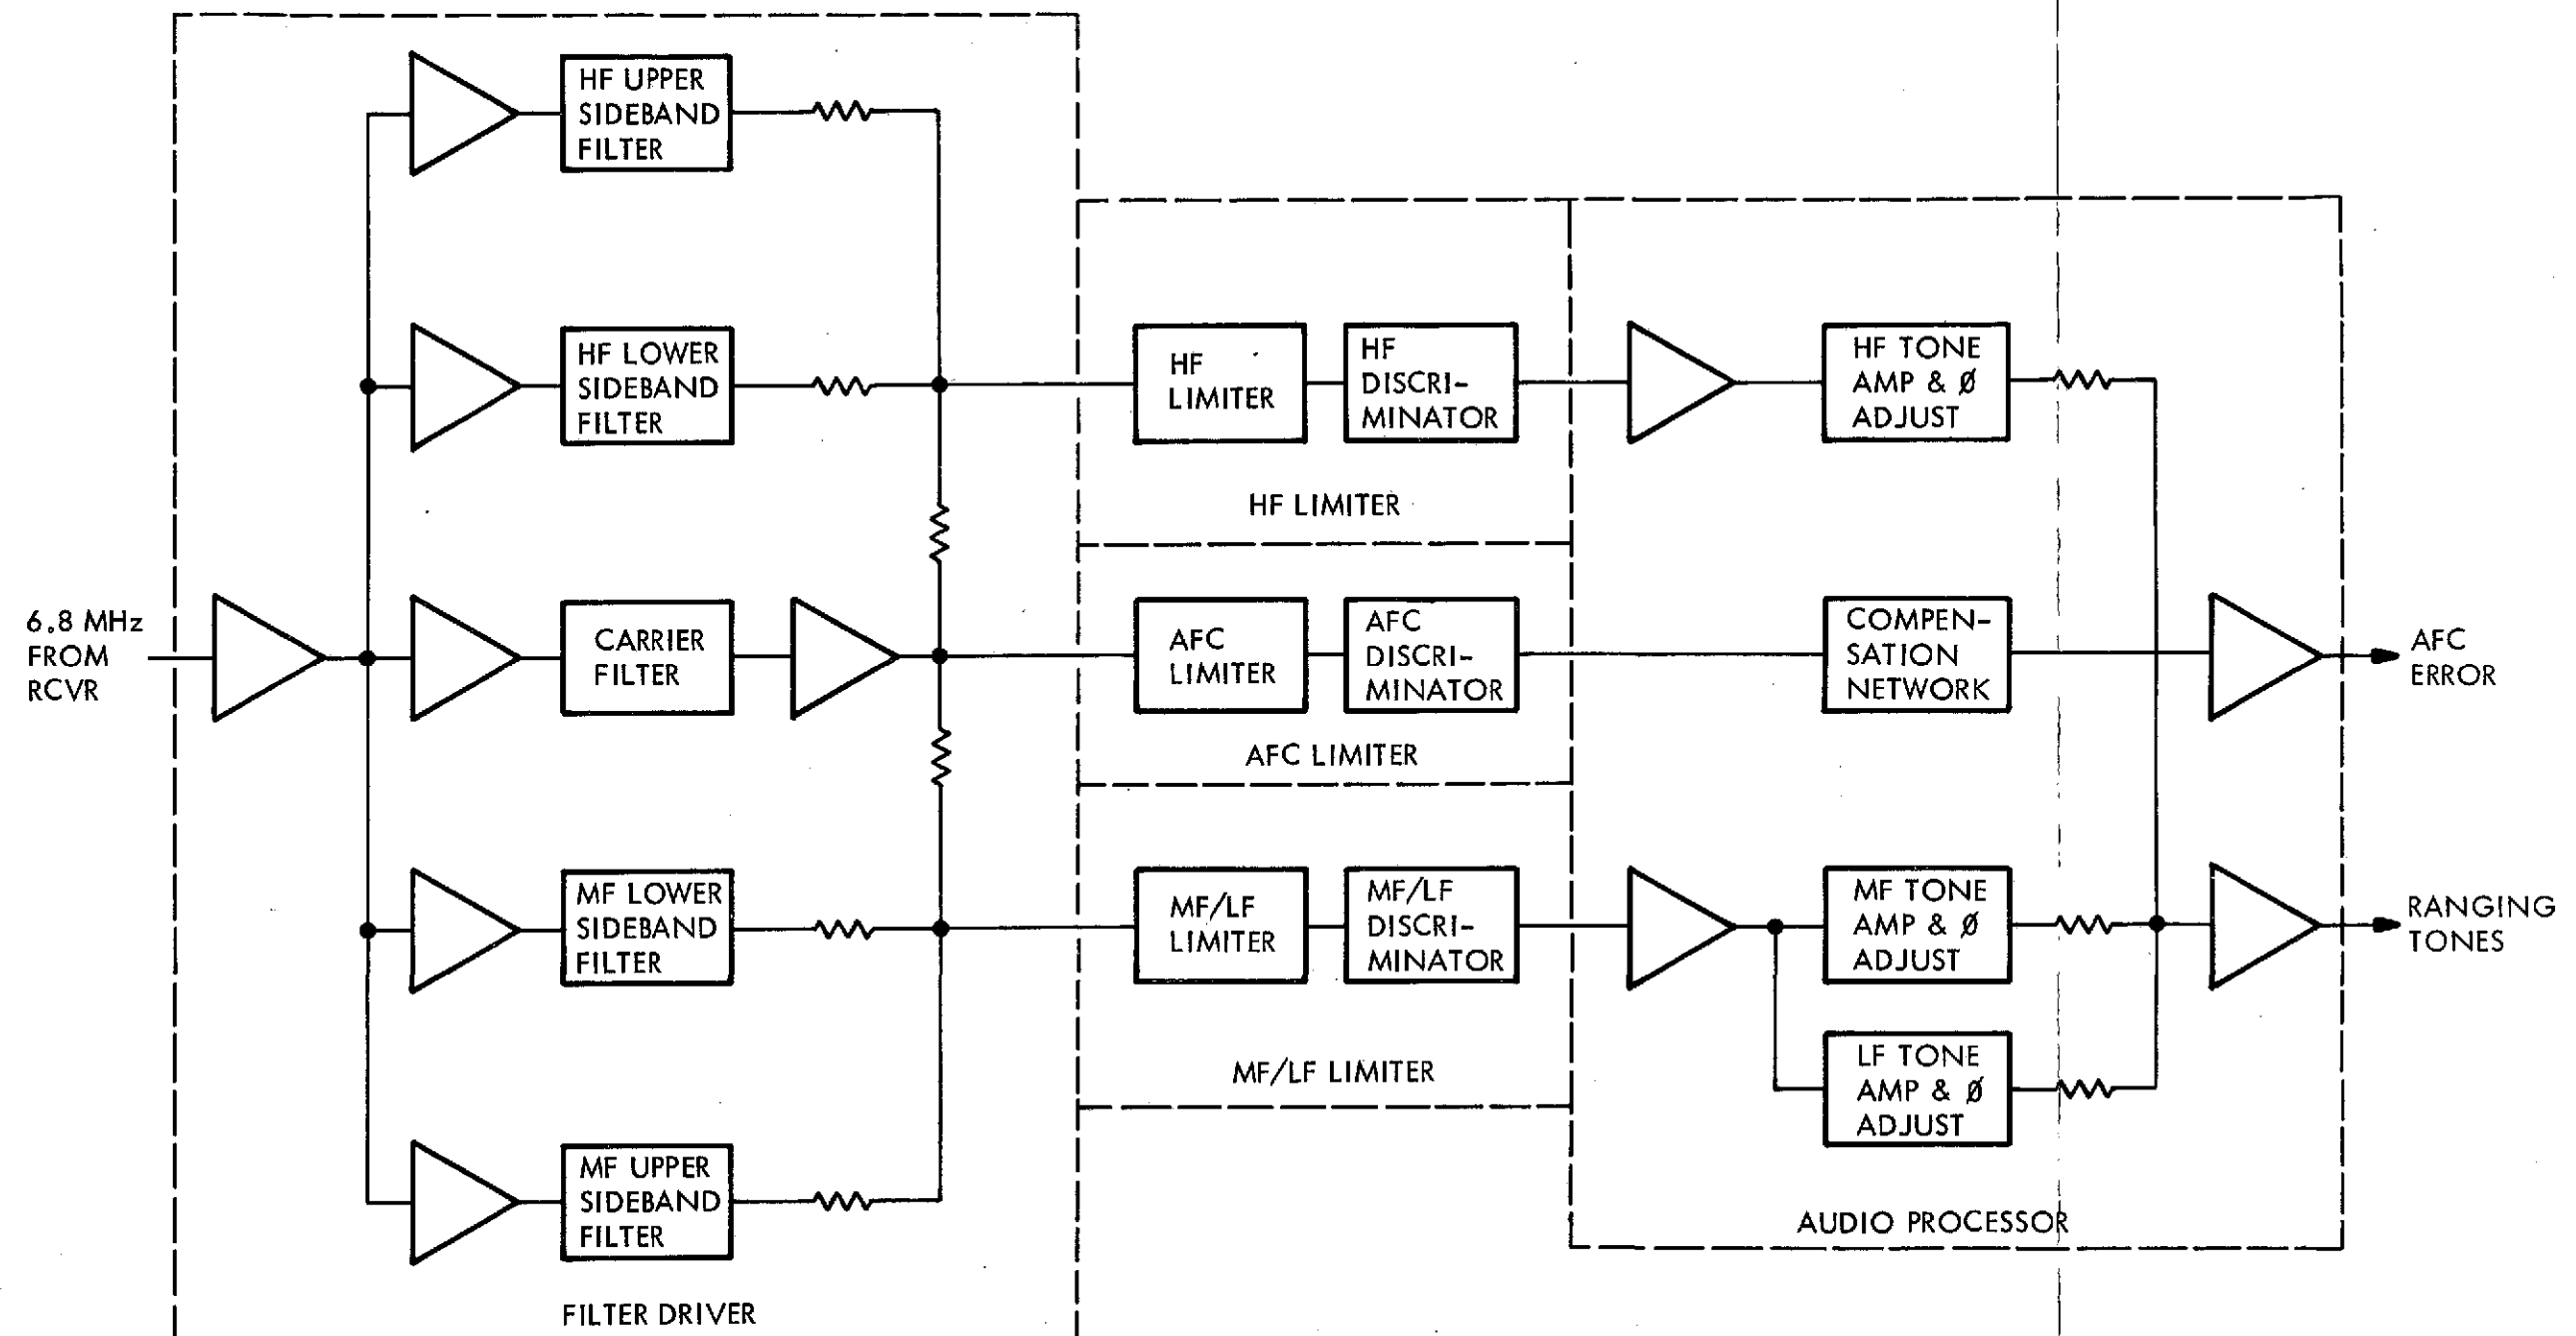 HF UPPER
SIDEBAND
FILTER
HF LOWER
SIDEBAND
FILTER
HF
LIMITER
HF
DISCRI-
MINATOR
HF TONE
AMP & Ø
ADJUST
HF LIMITER
6.8 MHz
FROM
RCVR
CARRIER
FILTER
AFC
LIMITER
AFC
DISCRI-
MINATOR
COMPEN-
SATION
NETWORK
AFC
ERROR
AFC LIMITER
MF LOWER
SIDEBAND
FILTER
MF/LF
LIMITER
MF/LF
DISCRI-
MINATOR
MF TONE
AMP & Ø
ADJUST
RANGING
TONES
MF/LF LIMITER
LF TONE
AMP & Ø
ADJUST
MF UPPER
SIDEBAND
FILTER
AUDIO PROCESSOR
FILTER DRIVER